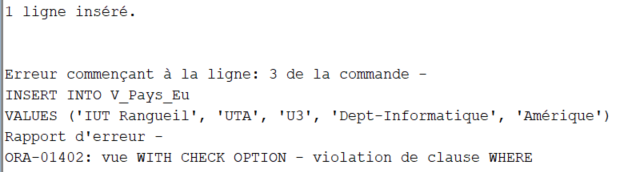 1 ligne inséré.
Erreur commençant à la ligne: 3 de la commande -
INSERT INTO V_Pays_Eu
VALUES ('IUT Rangueil', 'UTA', 'U3', 'Dept-Informatique', 'Amérique')
Rapport d'erreur -
ORA-01402: vue WITH CHECK OPTION - violation de clause WHERE